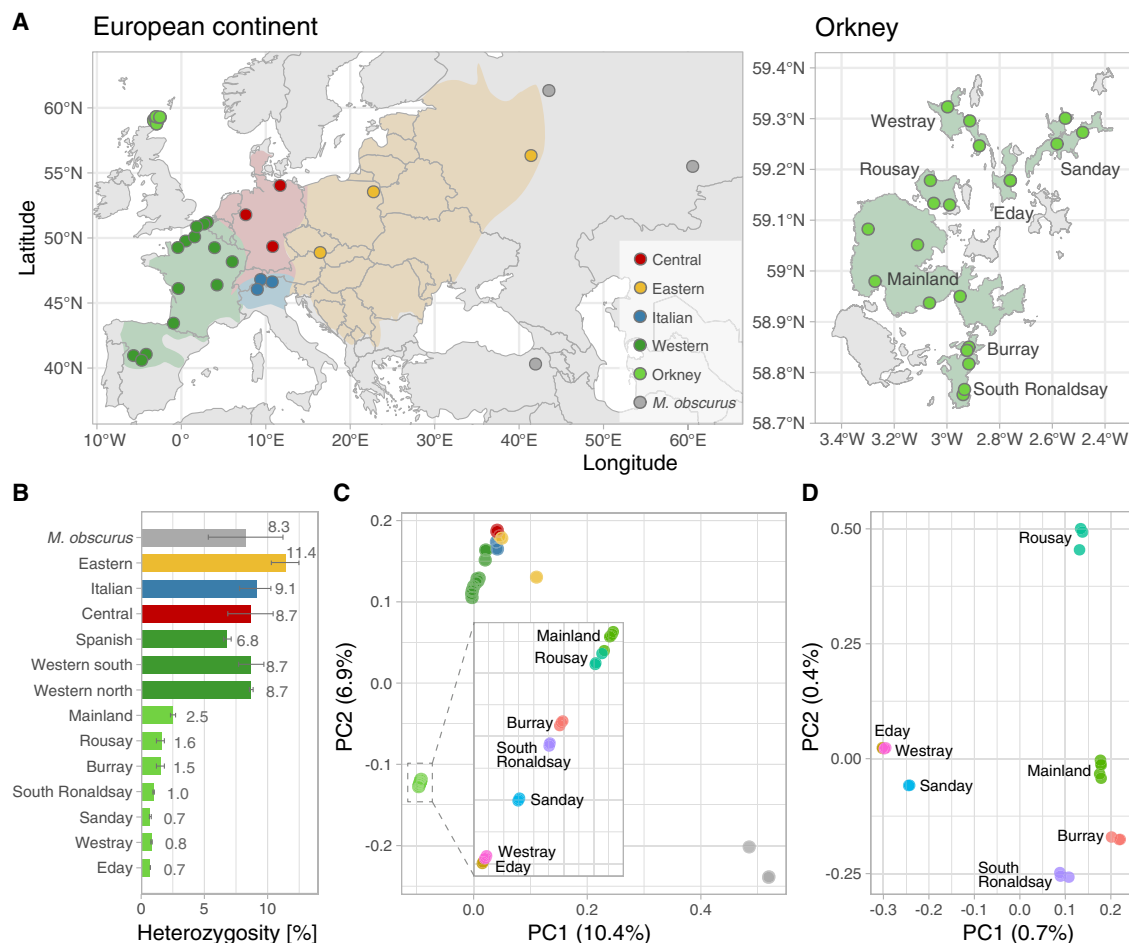 A
European continent
Orkney
60°N
55°N
50°N
45°N
40°N
Latitude
10°W
0°
10°E
20°E
30°E
40°E
50°E
60°E
Longitude
Central
Eastern
Italian
Western
Orkney
M. obscurus
59.4°N
59.3°N
59.2°N
59.1°N
59°N
58.9°N
58.8°N
58.7°N
3.4°W
3.2°W
3°W
2.8°W
2.6°W
2.4°W
Westray
Rousay
Sanday
Eday
Mainland
Burray
South Ronaldsay
B
M. obscurus
8.3
Eastern
11.4
Italian
9.1
Central
8.7
Spanish
6.8
Western south
8.7
Western north
8.7
Mainland
2.5
Rousay
1.6
Burray
1.5
South Ronaldsay
1.0
Sanday
0.7
Westray
0.8
Eday
0.7
0
5
10
Heterozygosity [%]
C
PC2 (6.9%)
0.2
0.1
0.0
-0.1
-0.2
Mainland
Rousay
Burray
South
Ronaldsay
Sanday
Westray
Eday
0.0
0.2
0.4
PC1 (10.4%)
D
PC2 (0.4%)
0.50
0.25
0.00
-0.25
Rousay
Eday
Westray
Sanday
Mainland
Burray
South
Ronaldsay
-0.3
-0.2
-0.1
0.0
0.1
0.2
PC1 (0.7%)